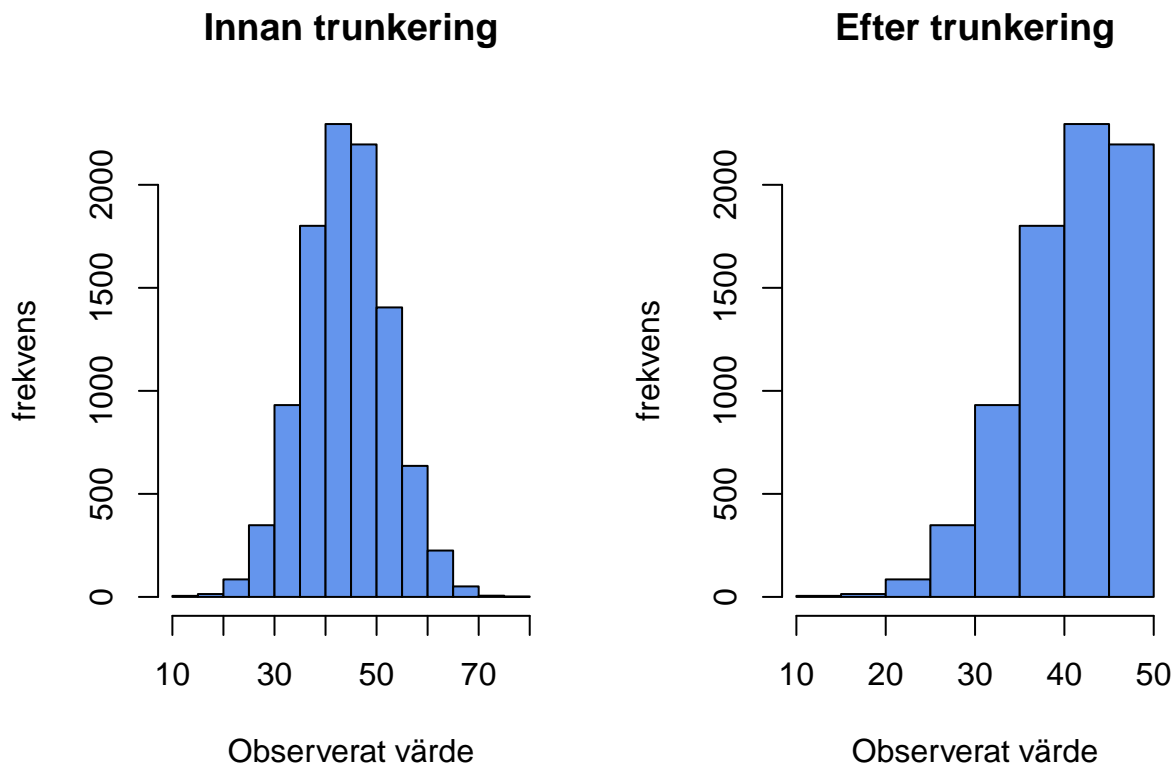 Innan trunkering
frekvens
0
500
1000
1500
2000
10 30 50 70
Observerat värde
Efter trunkering
frekvens
0
500
1000
1500
2000
10 20 30 40 50
Observerat värde